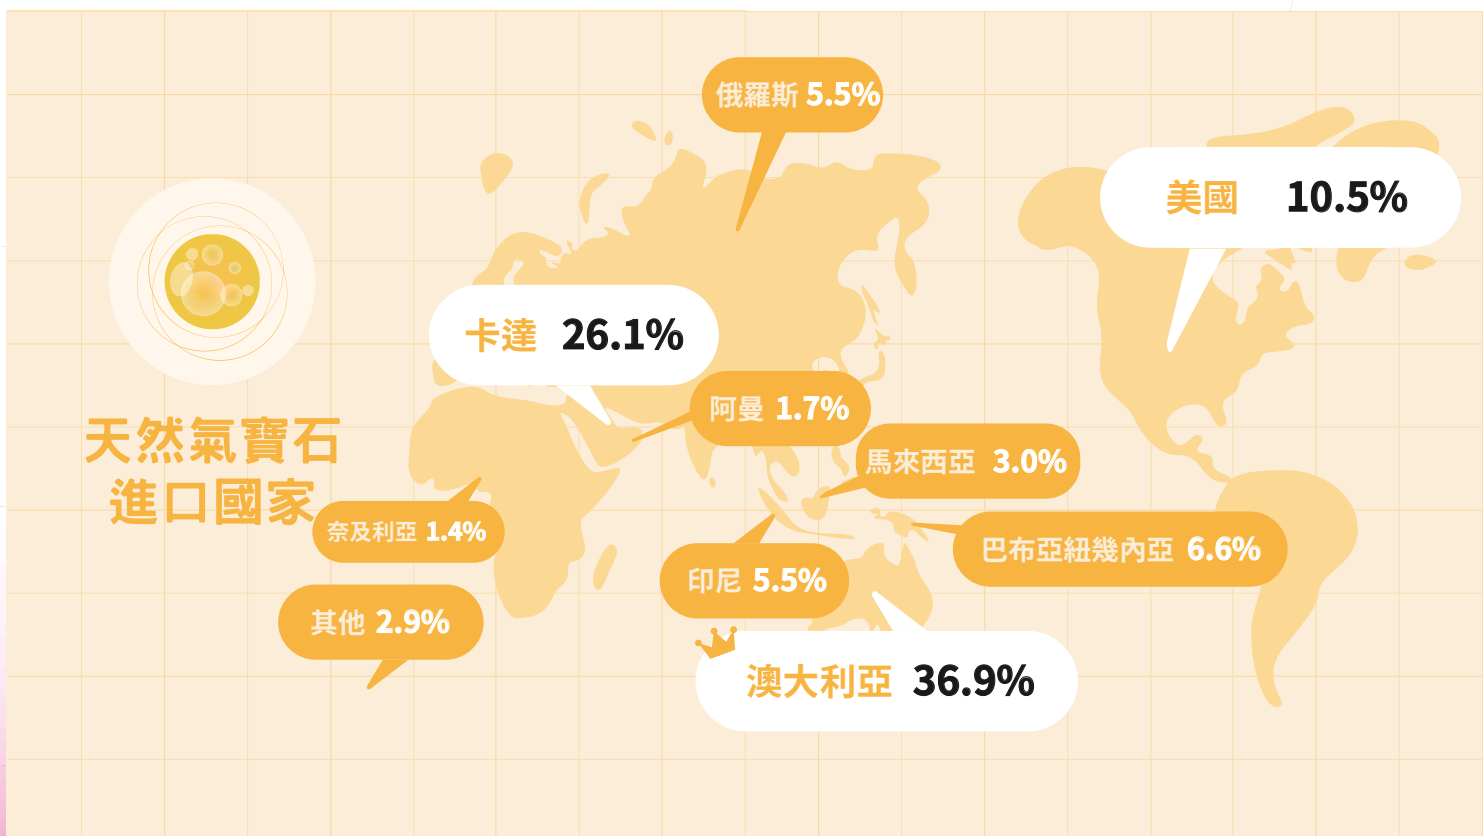 俄羅斯 5.5%
美國 10.5%
卡達 26.1%
阿曼 1.7%
天然氣寶石
進口國家
馬來西亞 3.0%
奈及利亞 1.4%
巴布亞紐幾內亞 6.6%
印尼 5.5%
其他 2.9%
澳大利亞 36.9%